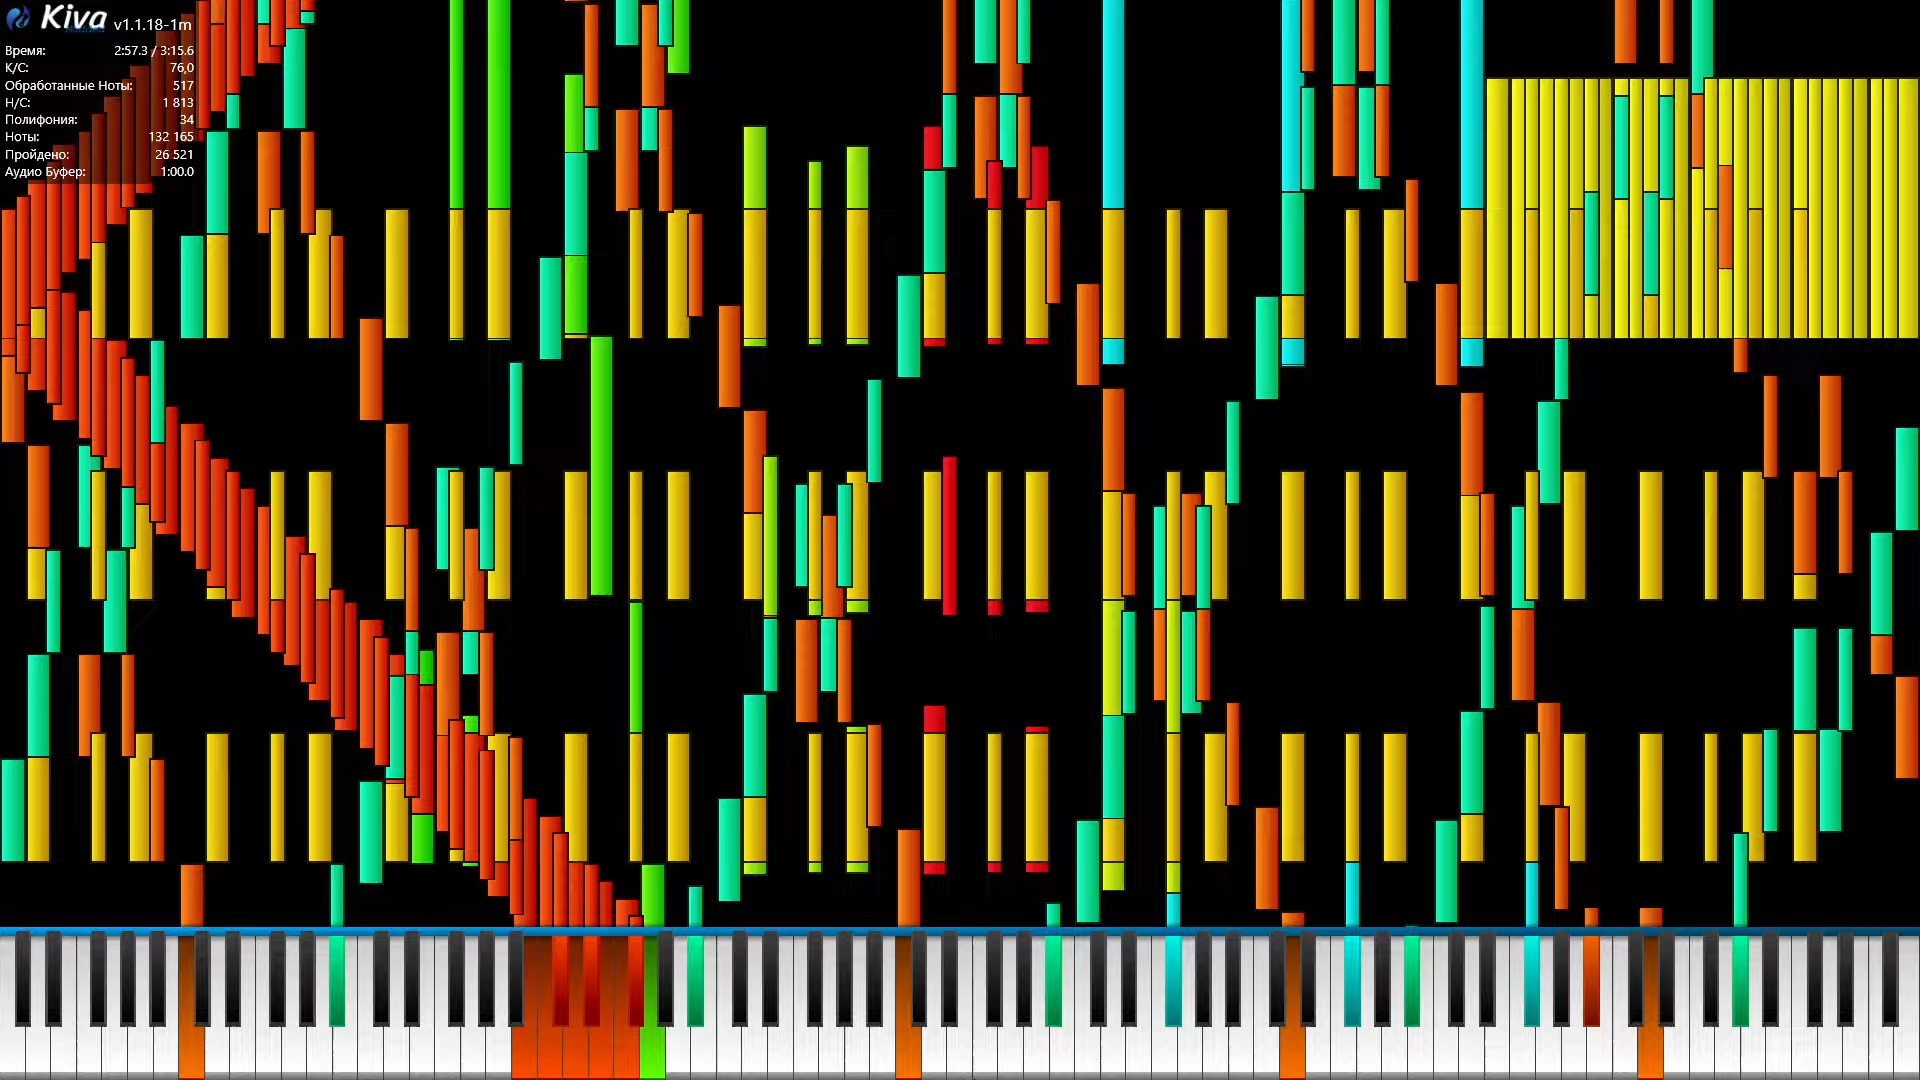 Kiva v1.1.18-1m
Время: 2:57.3 / 3:15.6
К/С: 76,0
Обработанные Ноты: 517
Н/С: 1 813
Полифония: 34
Ноты: 132 165
Пройдено: 26 521
Аудио Буфер: 1:00.0